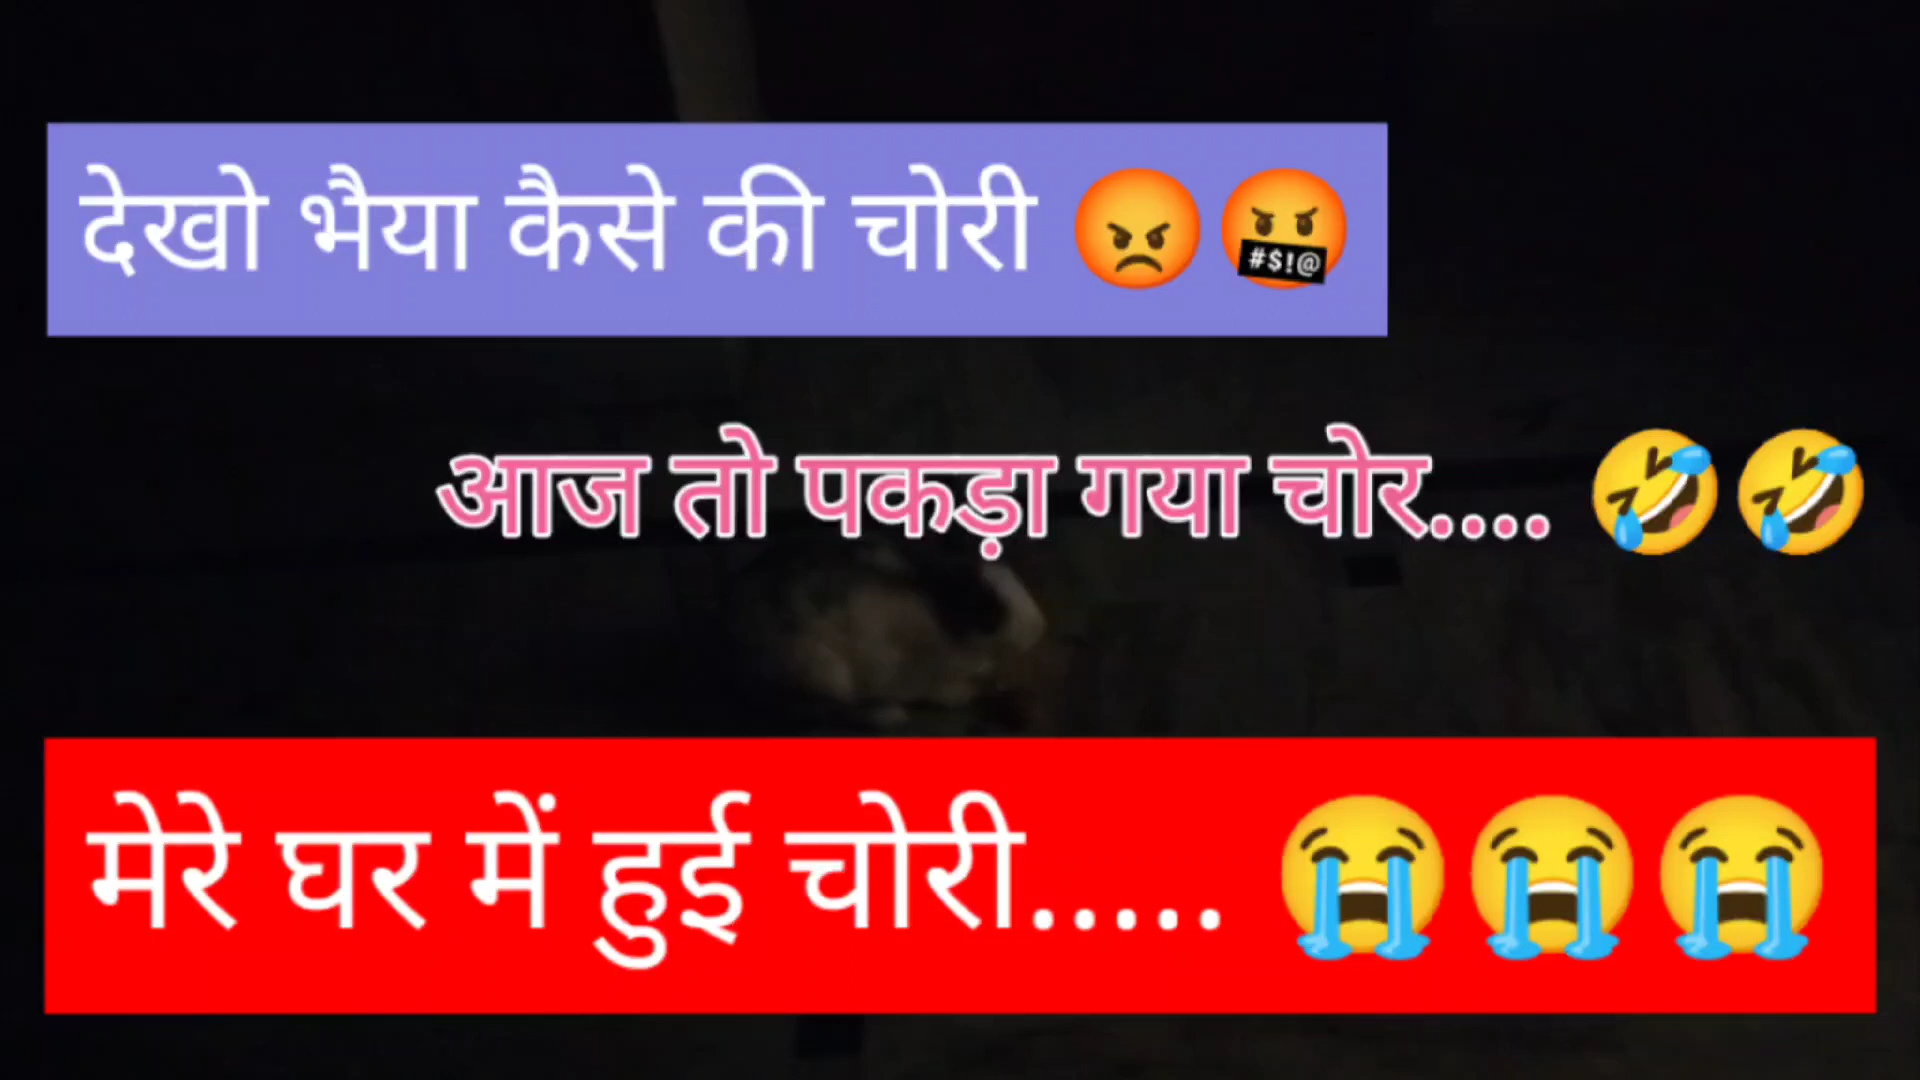 देखो भैया कैसे की चोरी 😡🤬
आज तो पकड़ा गया चोर.... 🤣🤣
मेरे घर में हुई चोरी..... 😭😭😭